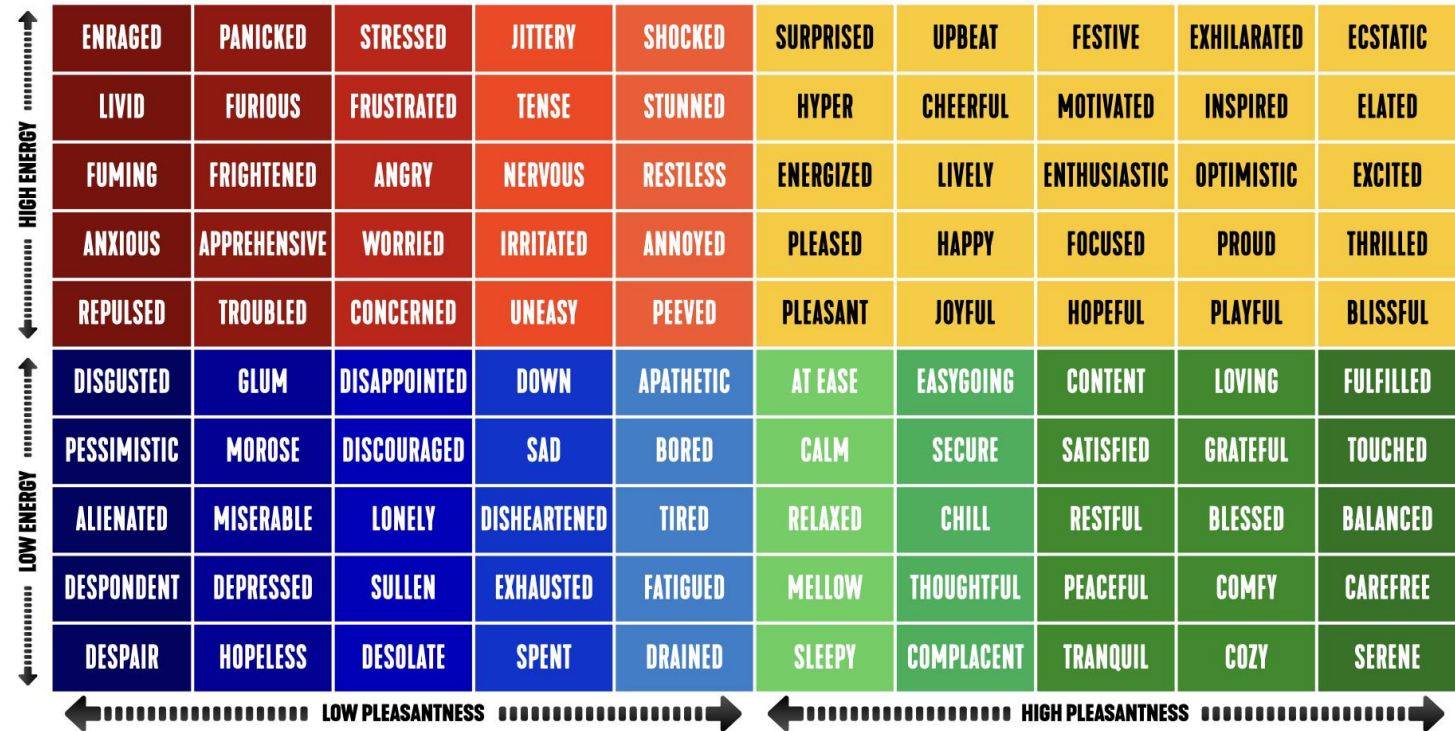 ENRAGED PANICKED STRESSED JITTERY SHOCKED SURPRISED UPBEAT FESTIVE EXHILARATED ECSTATIC
LIVID FURIOUS FRUSTRATED TENSE STUNNED HYPER CHEERFUL MOTIVATED INSPIRED ELATED
FUMING FRIGHTENED ANGRY NERVOUS RESTLESS ENERGIZED LIVELY ENTHUSIASTIC OPTIMISTIC EXCITED
ANXIOUS APPREHENSIVE WORRIED IRRITATED ANNOYED PLEASED HAPPY FOCUSED PROUD THRILLED
REPULSED TROUBLED CONCERNED UNEASY PEEVED PLEASANT JOYFUL HOPEFUL PLAYFUL BLISSFUL
HIGH ENERGY
DISGUSTED GLUM DISAPPOINTED DOWN APATHETIC AT EASE EASYGOING CONTENT LOVING FULFILLED
PESSIMISTIC MOROSE DISCOURAGED SAD BORED CALM SECURE SATISFIED GRATEFUL TOUCHED
ALIENATED MISERABLE LONELY DISHEARTENED TIRED RELAXED CHILL RESTFUL BLESSED BALANCED
DESPONDENT DEPRESSED SULLEN EXHAUSTED FATIGUED MELLOW THOUGHTFUL PEACEFUL COMFY CAREFREE
DESPAIR HOPELESS DESOLATE SPENT DRAINED SLEEPY COMPLACENT TRANQUIL COZY SERENE
LOW ENERGY
LOW PLEASANTNESS HIGH PLEASANTNESS